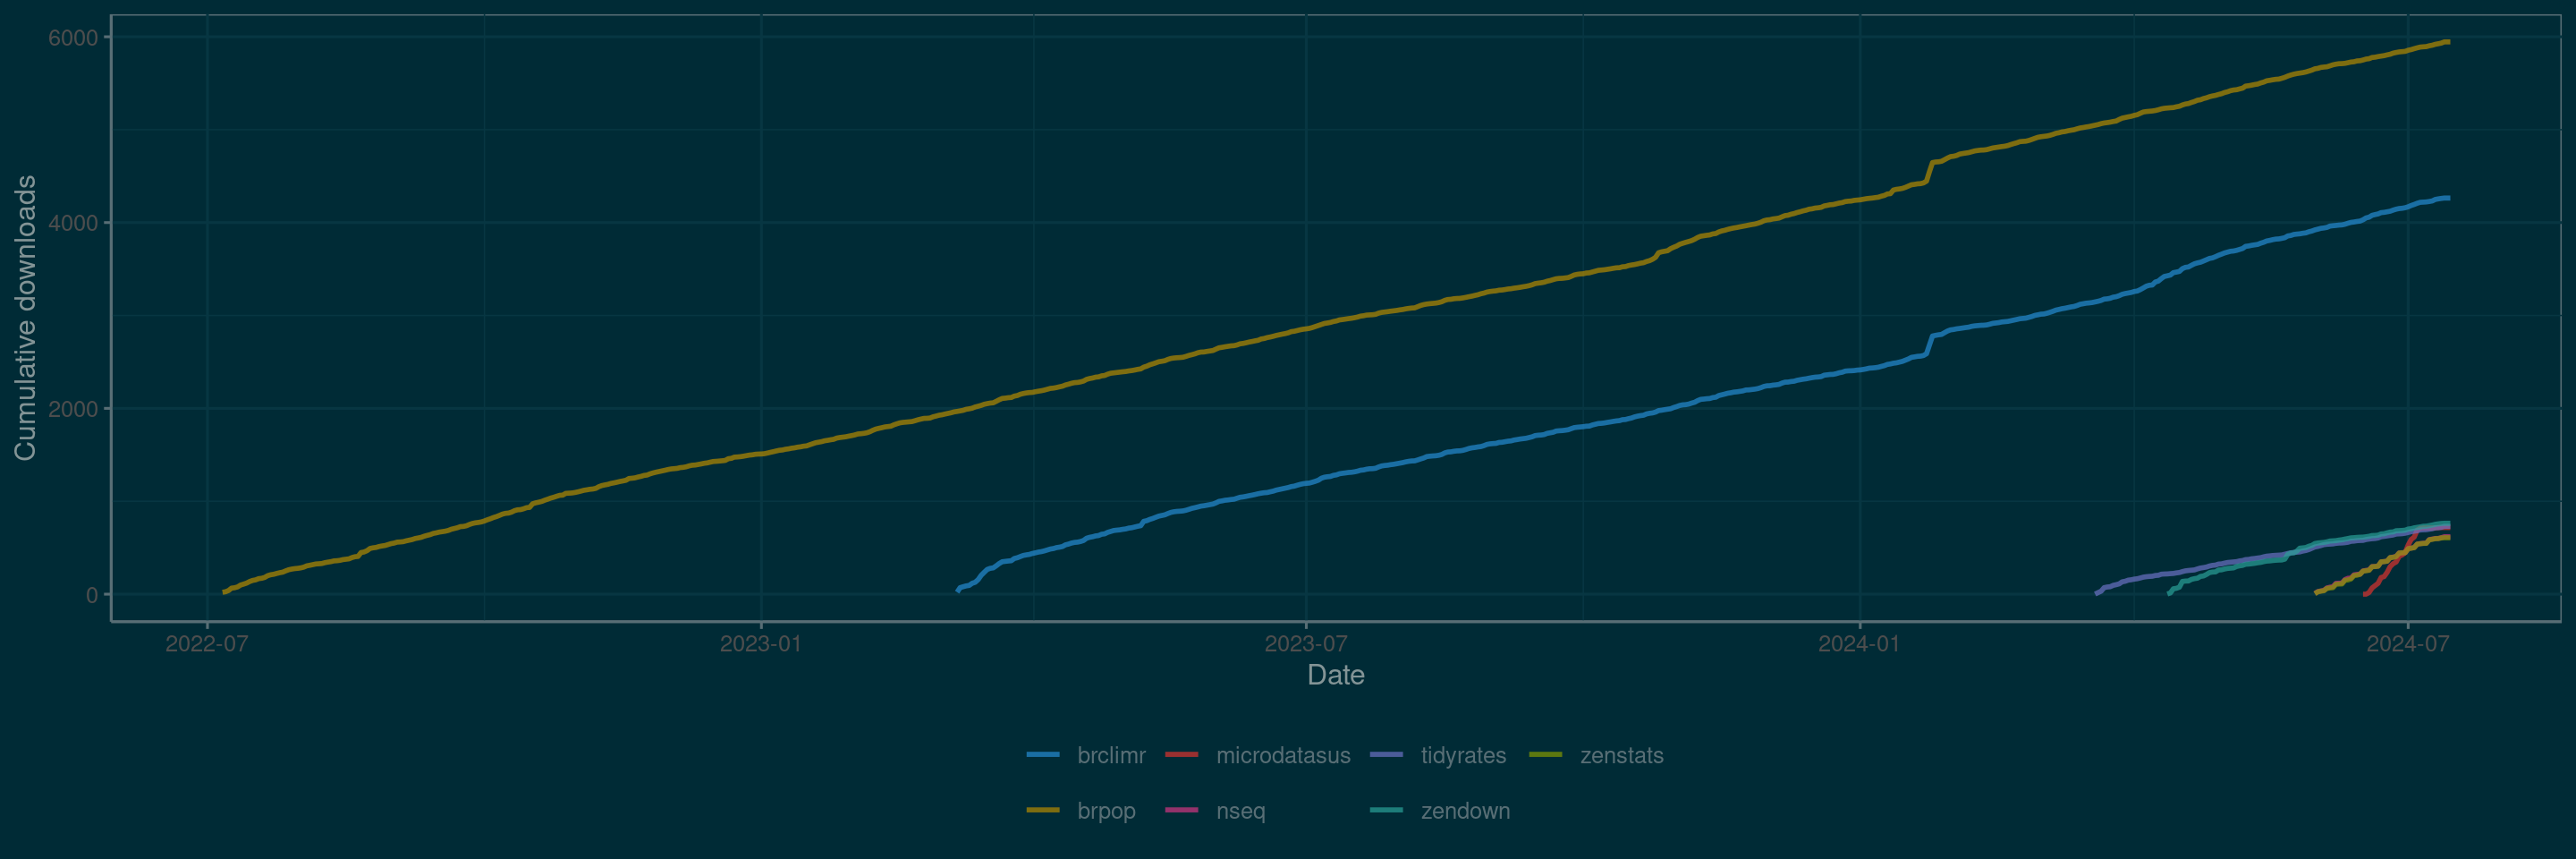 6000
4000
2000
0
Cumulative downloads
2022-07 2023-01 2023-07 2024-01 2024-07
Date
brclimr microdatasus tidyrates zenstats
brpop nseq zendown